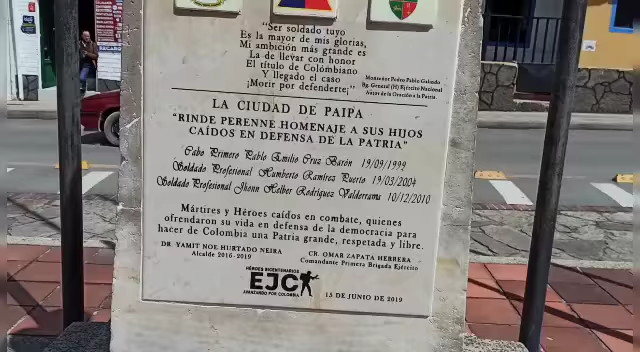 "Ser soldado tuyo
Es la mayor de mis glorias,
Mi ambición más grande es
La de llevar con honor
El título de Colombiano
Y llegado el caso
¡Morir por defenderte¡"
Monseñor Pedro Pablo Galindo
Bg. General (H) Ejército Nacional
Autor de la Oración a la Patria.
LA CIUDAD DE PAIPA
"RINDE PERENNE HOMENAJE A SUS HIJOS
CAÍDOS EN DEFENSA DE LA PATRIA"
Cabo Primero Pablo Emilio Cruz Barón 19/09/1999
Soldado Profesional Humberto Ramírez Puerto 19/03/2004
Soldado Profesional Jhonn Helber Rodríguez Valderrama 10/12/2010
Mártires y Héroes caídos en combate, quienes
ofrendaron su vida en defensa de la democracia para
hacer de Colombia una Patria grande, respetada y libre.
DR. YAMIT NOE HURTADO NEIRA
Alcalde 2016-2019
CR. OMAR ZAPATA HERRERA
Comandante Primera Brigada Ejército
HÉROES BICENTENARIOS
EJC
AVANZANDO POR COLOMBIA
15 DE JUNIO DE 2019